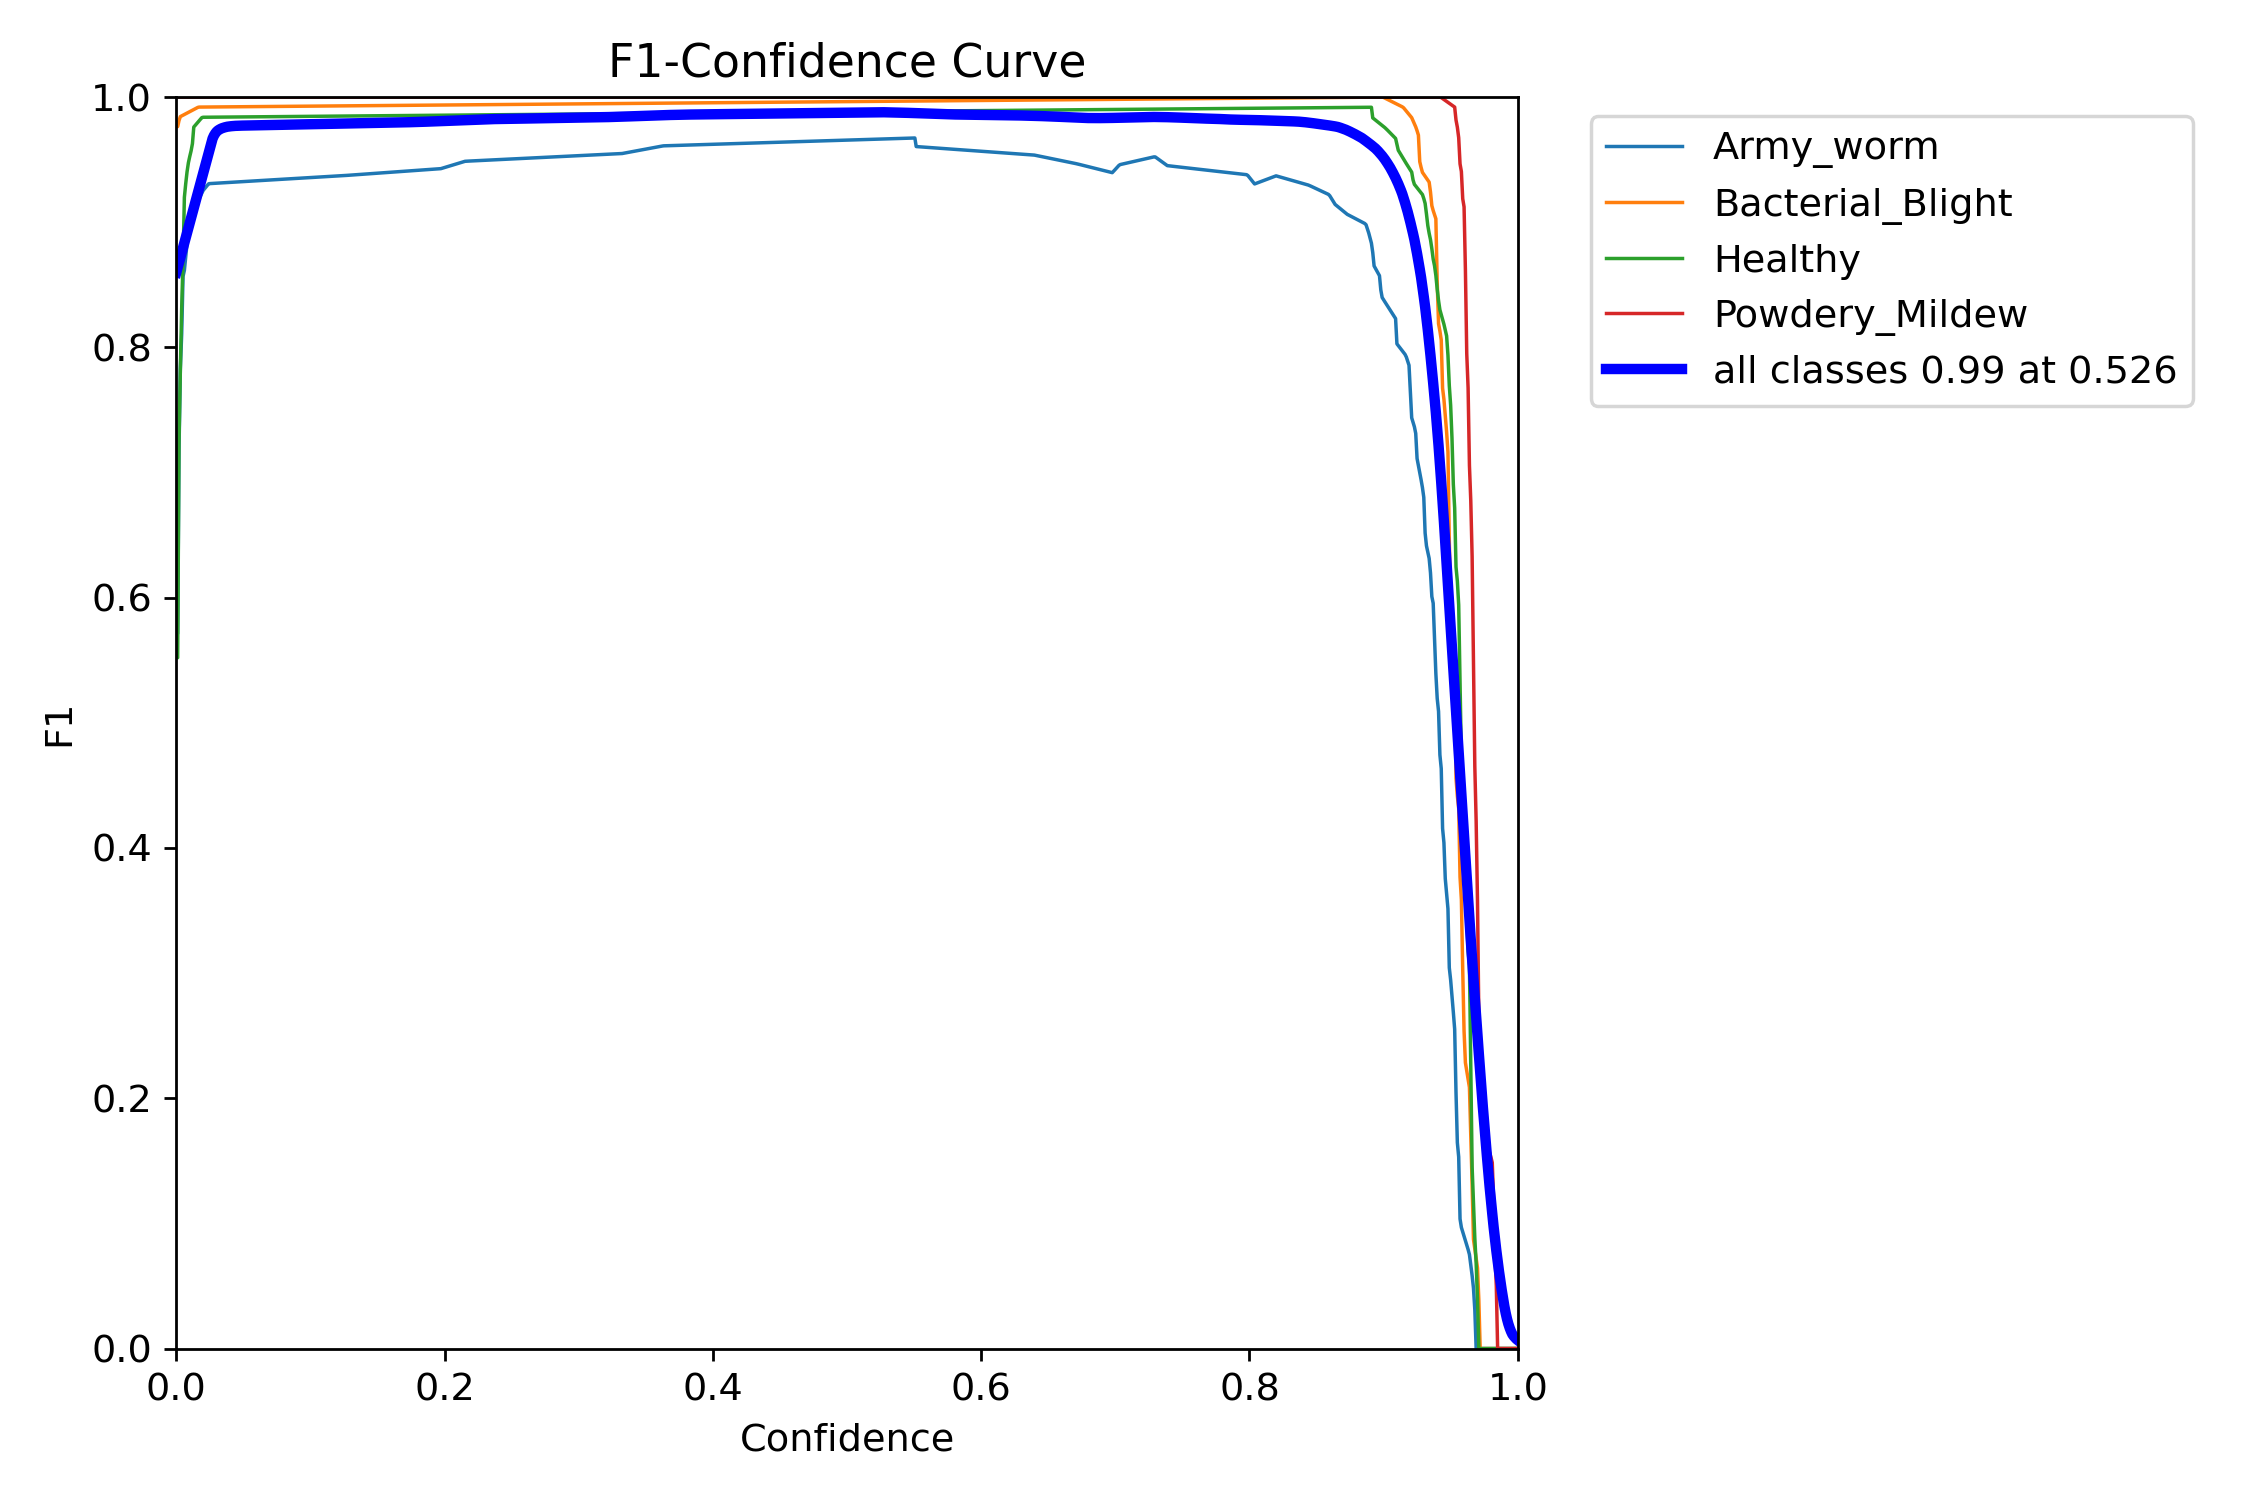 F1-Confidence Curve
1.0
0.8
0.6
0.4
0.2
0.0
F1
0.0 0.2 0.4 0.6 0.8 1.0
Confidence
Army_worm
Bacterial_Blight
Healthy
Powdery_Mildew
all classes 0.99 at 0.526